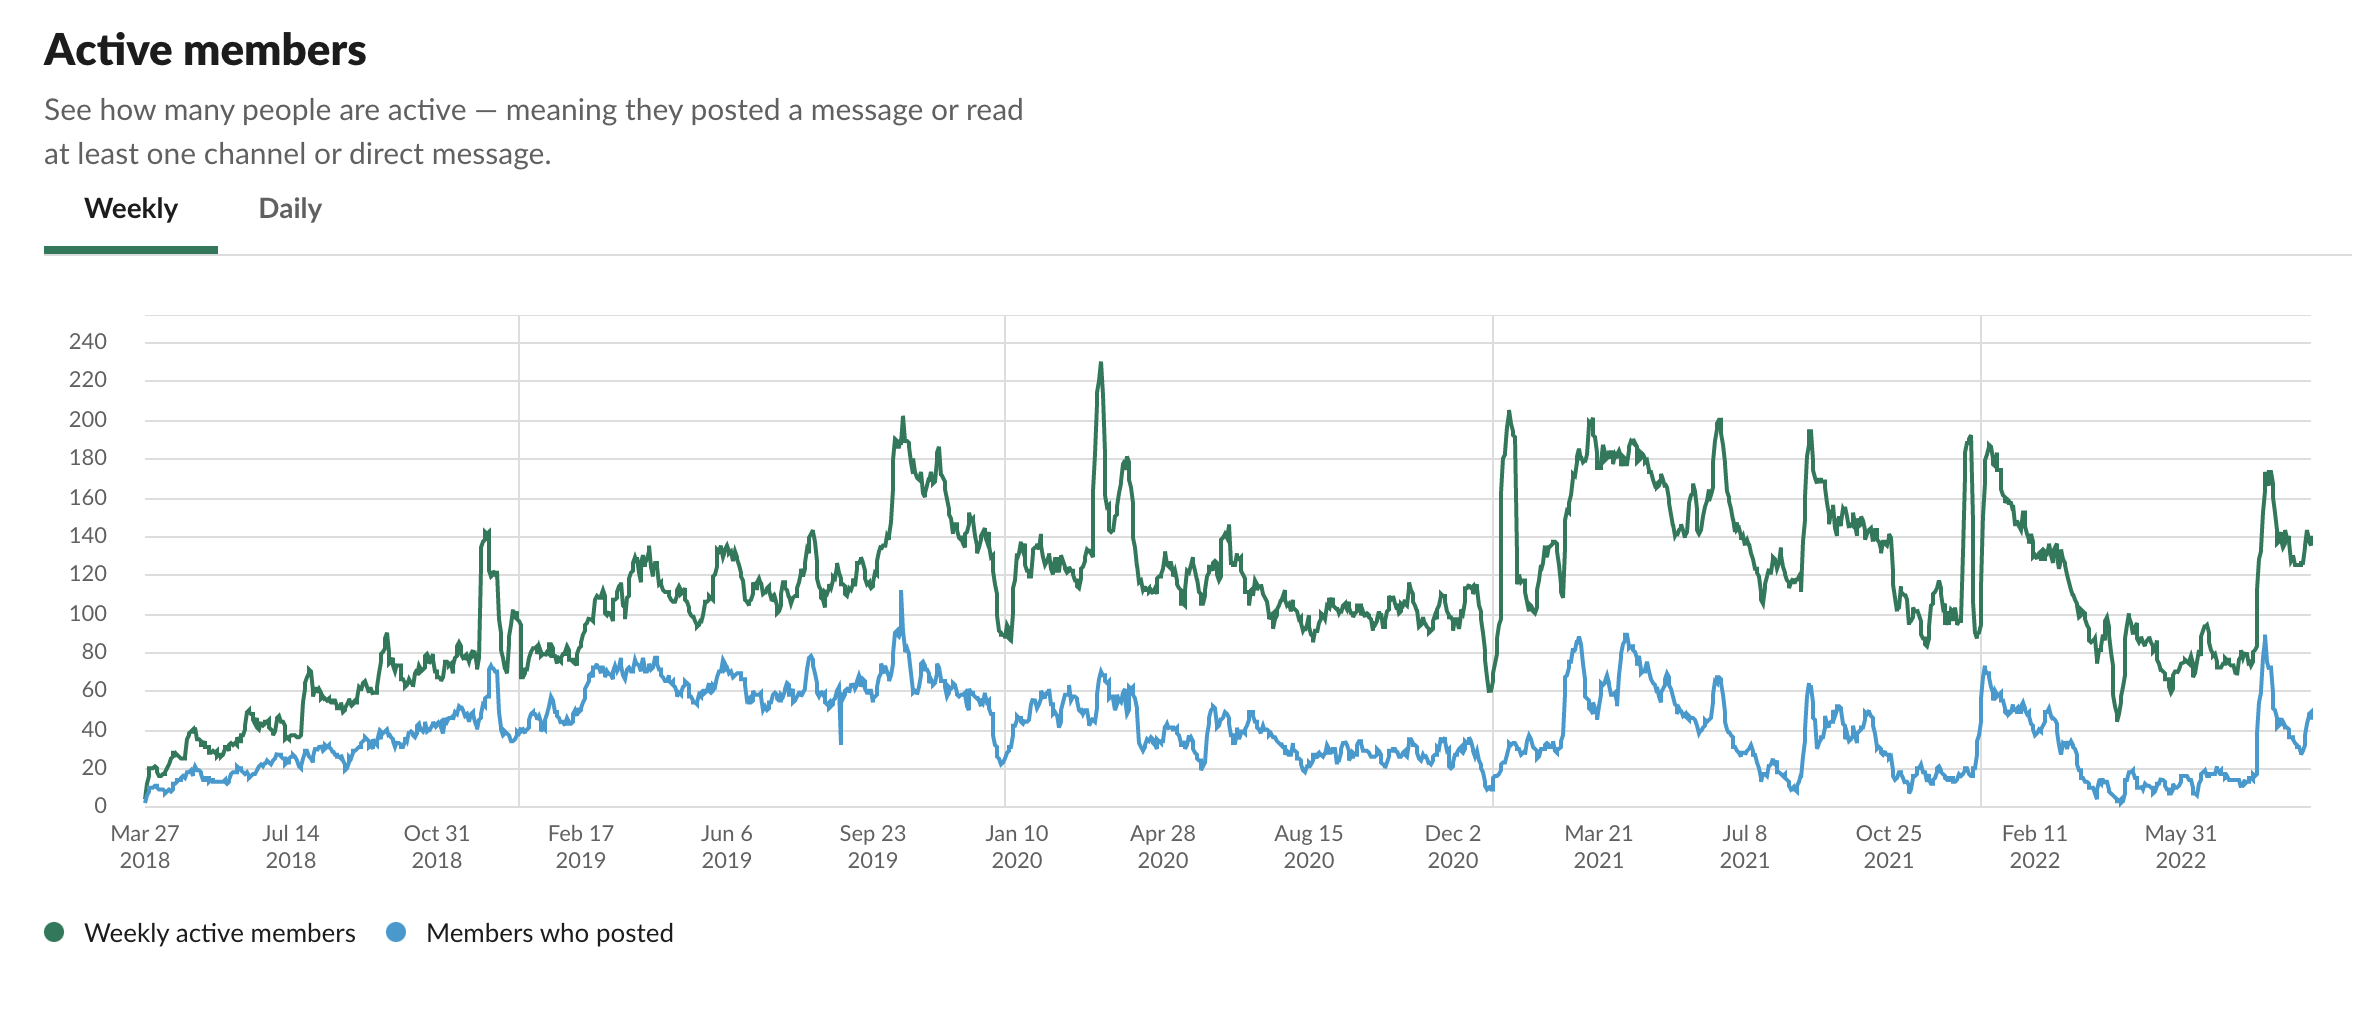 Active members
See how many people are active — meaning they posted a message or read
at least one channel or direct message.
Weekly Daily
240
220
200
180
160
140
120
100
80
60
40
20
0
Mar 27 Jul 14 Oct 31 Feb 17 Jun 6 Sep 23 Jan 10 Apr 28 Aug 15 Dec 2 Mar 21 Jul 8 Oct 25 Feb 11 May 31
2018 2018 2018 2019 2019 2019 2020 2020 2020 2020 2021 2021 2021 2022 2022
Weekly active members Members who posted